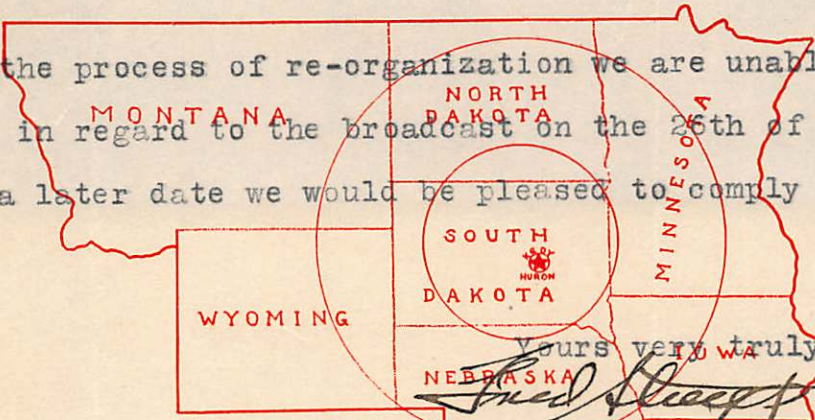 the process of re-organization we are unabl
MONTANA
NORTH DAKOTA
in regard to the broadcast on the 26th of
MINNESOTA
a later date we would be pleased to comply
SOUTH DAKOTA
HURON
WYOMING
Yours very truly
IOWA
NEBRASKA
Fred